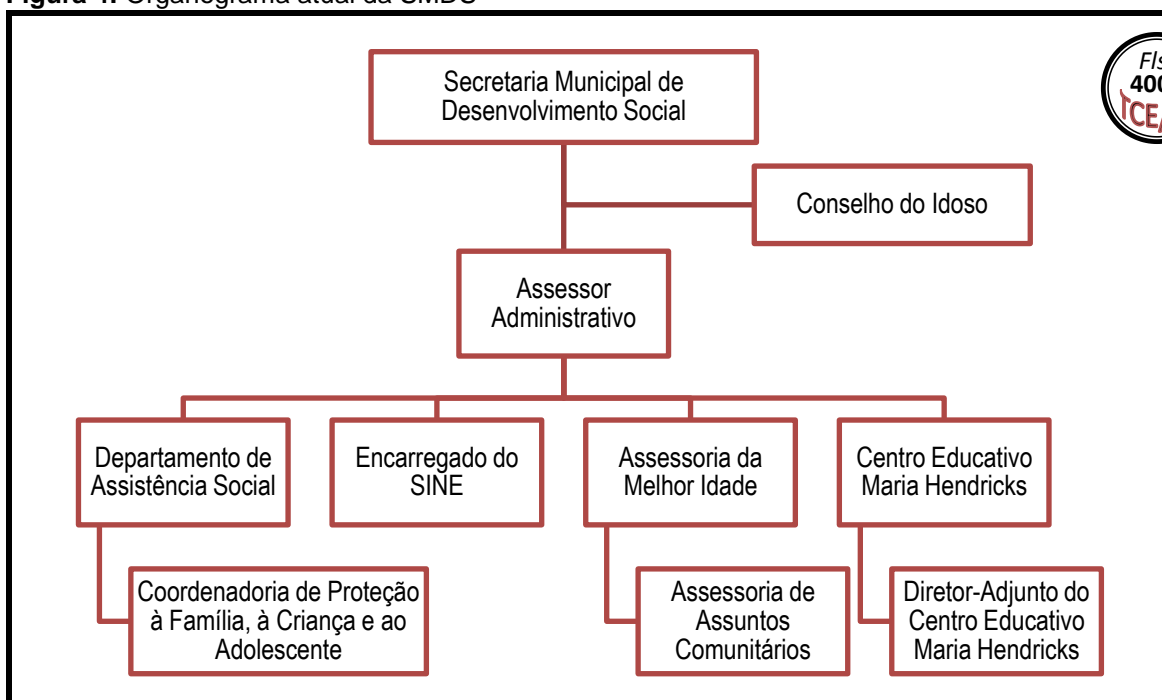 Secretaria Municipal de
Desenvolvimento Social
Conselho do Idoso
Assessor
Administrativo
Departamento de
Assistência Social
Encarregado do
SINE
Assessoria da
Melhor Idade
Centro Educativo
Maria Hendricks
Coordenadoria de Proteção
à Família, à Criança e ao
Adolescente
Assessoria de
Assuntos
Comunitários
Diretor-Adjunto do
Centro Educativo
Maria Hendricks